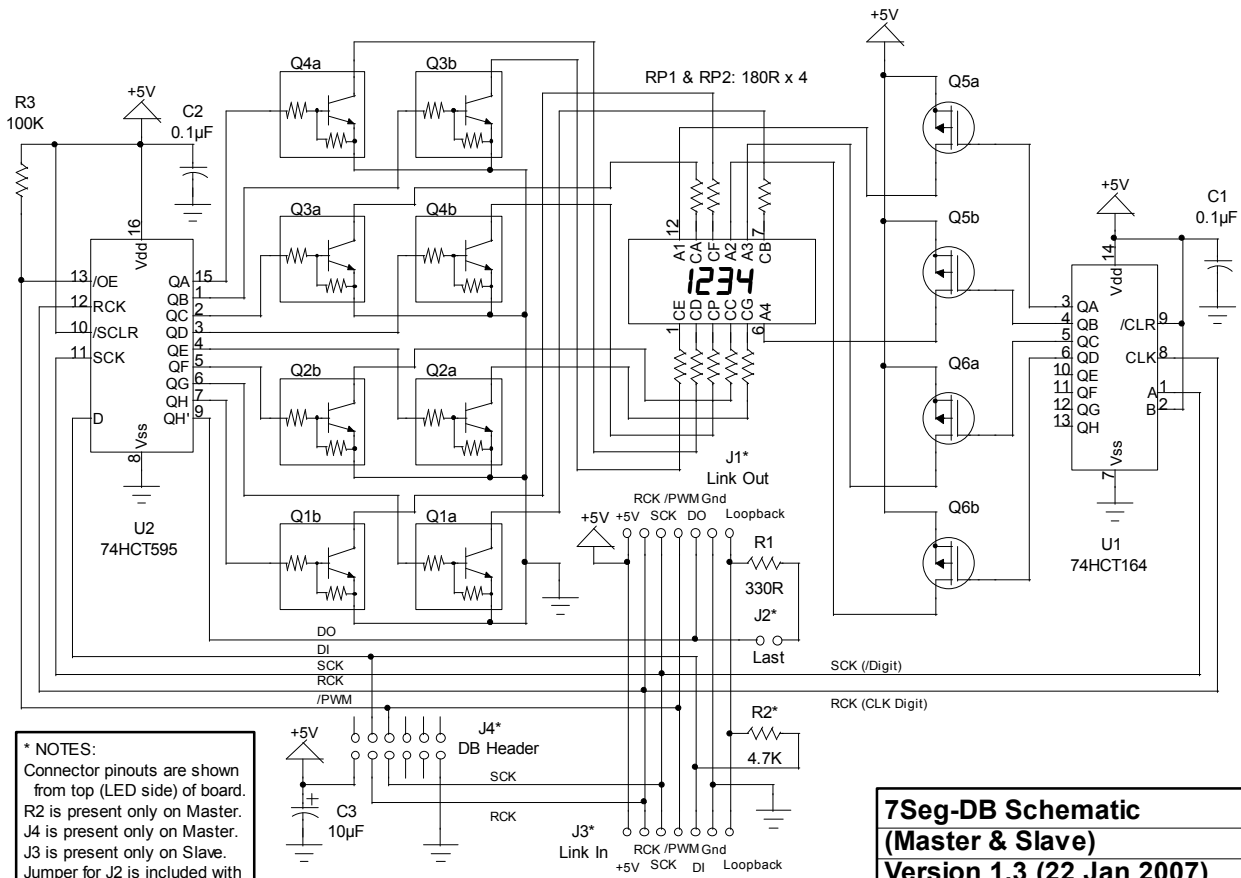 +5V
Q4a
Q3b
RP1 & RP2: 180R x 4
Q5a
R3
100K
+5V
C2
0.1µF
+5V
C1
0.1µF
Q3a
Q4b
Q5b
16
Vdd
13 /OE
12 RCK
10 /SCLR
11 SCK
D
QA 15
QB 1
QC 2
QD 3
QE 4
QF 5
QG 6
QH 7
QH' 9
8 Vss
U2
74HCT595
12 A1
CA
CF
A2
A3
7 CB
1234
1 CE
CD
CP
CC
CG
6 A4
14
Vdd
3 QA
4 QB
5 QC
6 QD
10 QE
11 QF
12 QG
13 QH
/CLR 9
CLK 8
A 1
B 2
7 Vss
U1
74HCT164
Q2b
Q2a
Q6a
Q1b
Q1a
Q6b
J1*
Link Out
RCK /PWM Gnd
+5V SCK DO Loopback
+5V
R1
330R
J2*
Last
DO
DI
SCK
RCK
/PWM
SCK (/Digit)
RCK (CLK Digit)
+5V
J4*
DB Header
R2*
4.7K
SCK
RCK
C3
10µF
J3*
Link In
RCK /PWM Gnd
+5V SCK DI Loopback
* NOTES:
Connector pinouts are shown
from top (LED side) of board.
R2 is present only on Master.
J4 is present only on Master.
J3 is present only on Slave.
Jumper for J2 is included with
7Seg-DB Schematic
(Master & Slave)
Version 1.3 (22 Jan 2007)